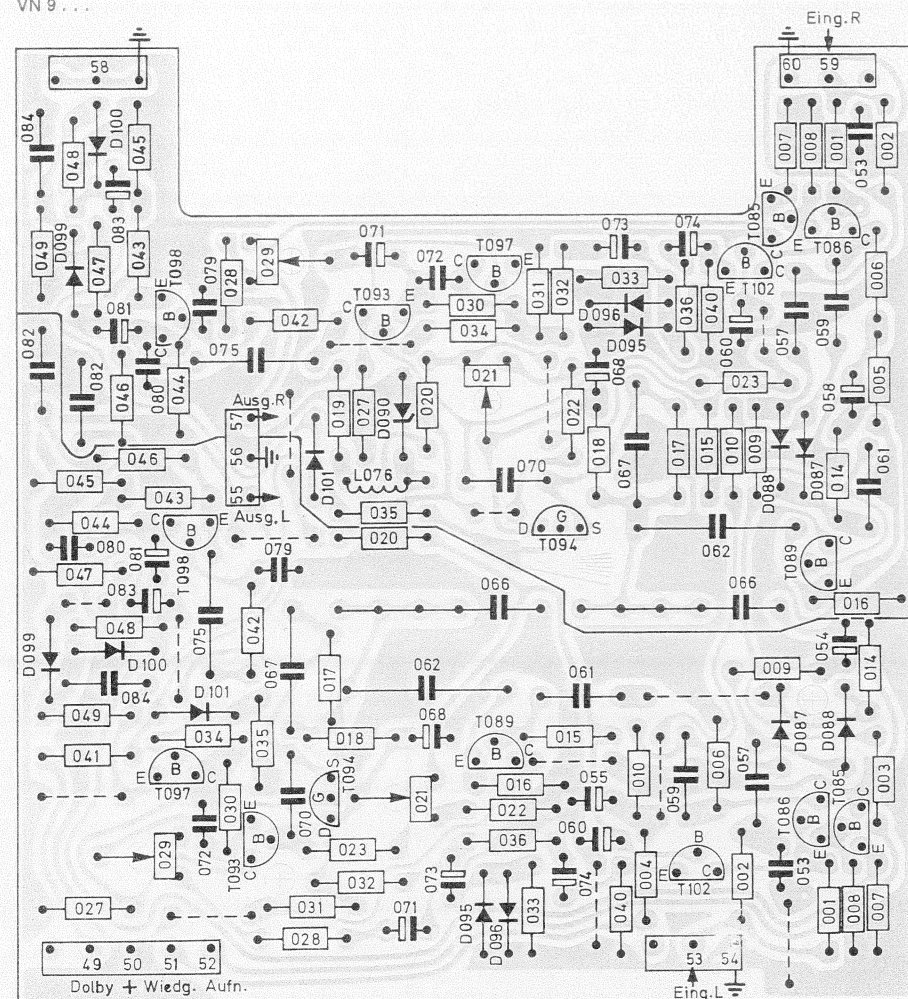 VN 9...
Eing.R
58
60 59
084
048
D100
045
007
008
001
053
002
083
049
D099
047
043
T098
E
B
C
079
028
029
071
072
T097
C
B
E
073
074
T085
E
B
C
T086
E
B
C
T102
E
B
C
006
031
032
033
036
040
030
034
D096
D095
T093
C
B
E
042
081
082
082
046
080
044
075
060
057
059
068
021
022
023
005
058
019
027
D090
020
018
067
017
015
010
009
D088
D087
014
061
Ausg.R
57
56
55
Ausg.L
D101
L076
046
045
043
070
035
020
D
G
S
T094
062
T089
C
B
E
044
080
047
081
C
B
E
T098
079
083
048
D099
D100
084
075
042
066
066
016
054
014
067
017
062
061
009
D101
049
034
035
018
068
T089
E
B
C
015
010
006
057
D087
D088
003
041
E
B
C
T097
072
030
070
S
G
D
T094
021
016
022
055
059
T086
C
B
E
T085
C
B
E
029
T093
E
B
C
023
036
060
004
B
E
C
T102
002
053
032
073
074
027
031
071
D095
D096
033
040
001
008
007
028
49 50 51 52
Dolby + Wiedg. Aufn.
53 54
Eing.L